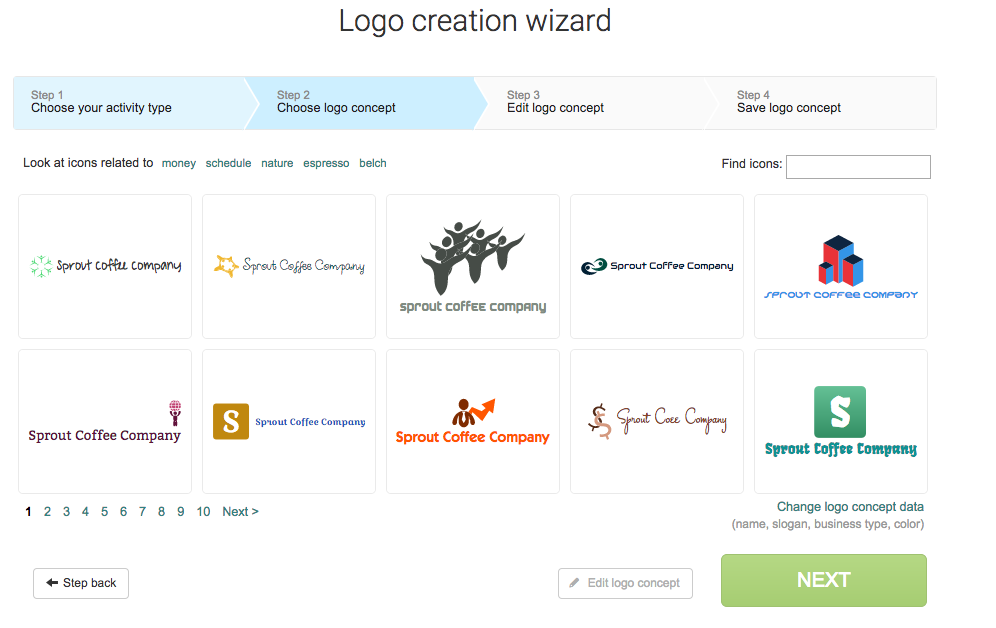 Logo creation wizard
Step 1
Choose your activity type
Step 2
Choose logo concept
Step 3
Edit logo concept
Step 4
Save logo concept
Look at icons related to money schedule nature espresso belch
Find icons:
Sprout Coffee Company
Sprout Coffee Company
sprout coffee company
Sprout Coffee Company
sprout coffee company
Sprout Coffee Company
S
Sprout Coffee Company
Sprout Coffee Company
Sprout Coee Company
S
Sprout Coffee Company
1 2 3 4 5 6 7 8 9 10 Next >
Change logo concept data
(name, slogan, business type, color)
Step back
Edit logo concept
NEXT